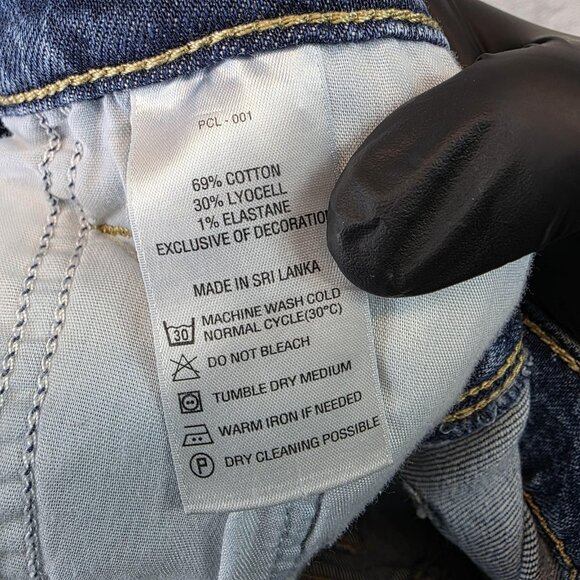 PCL - 001
69% COTTON
30% LYOCELL
1% ELASTANE
EXCLUSIVE OF
MADE IN SRI LANKA
30
MACHINE WASH COLD
NORMAL CYCLE(30°C)
DO NOT BLEACH
TUMBLE DRY MEDIUM
WARM IRON IF NEEDED
P
DRY CLEANING POSSIBLE